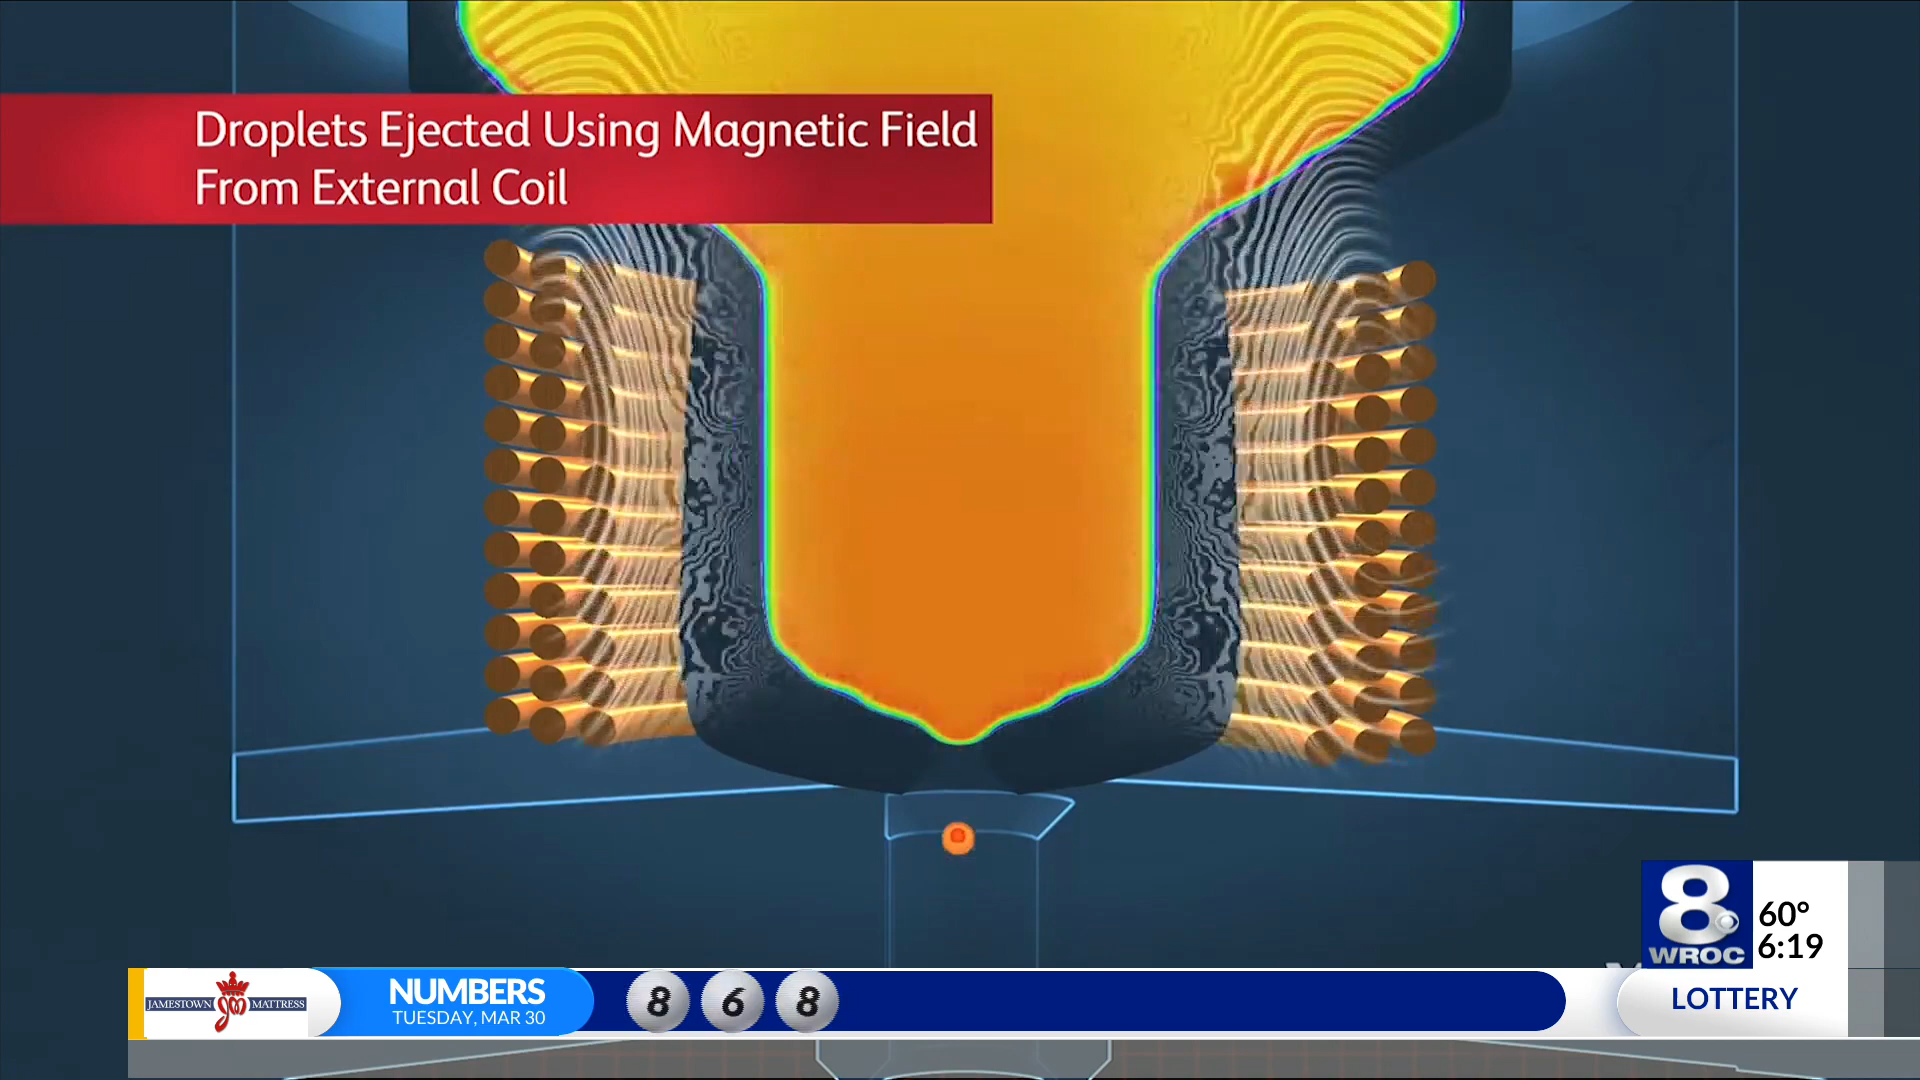 Droplets Ejected Using Magnetic Field
From External Coil
8
WROC
60°
6:19
JAMESTOWN JM MATTRESS
NUMBERS
TUESDAY, MAR 30
8 6 8
LOTTERY